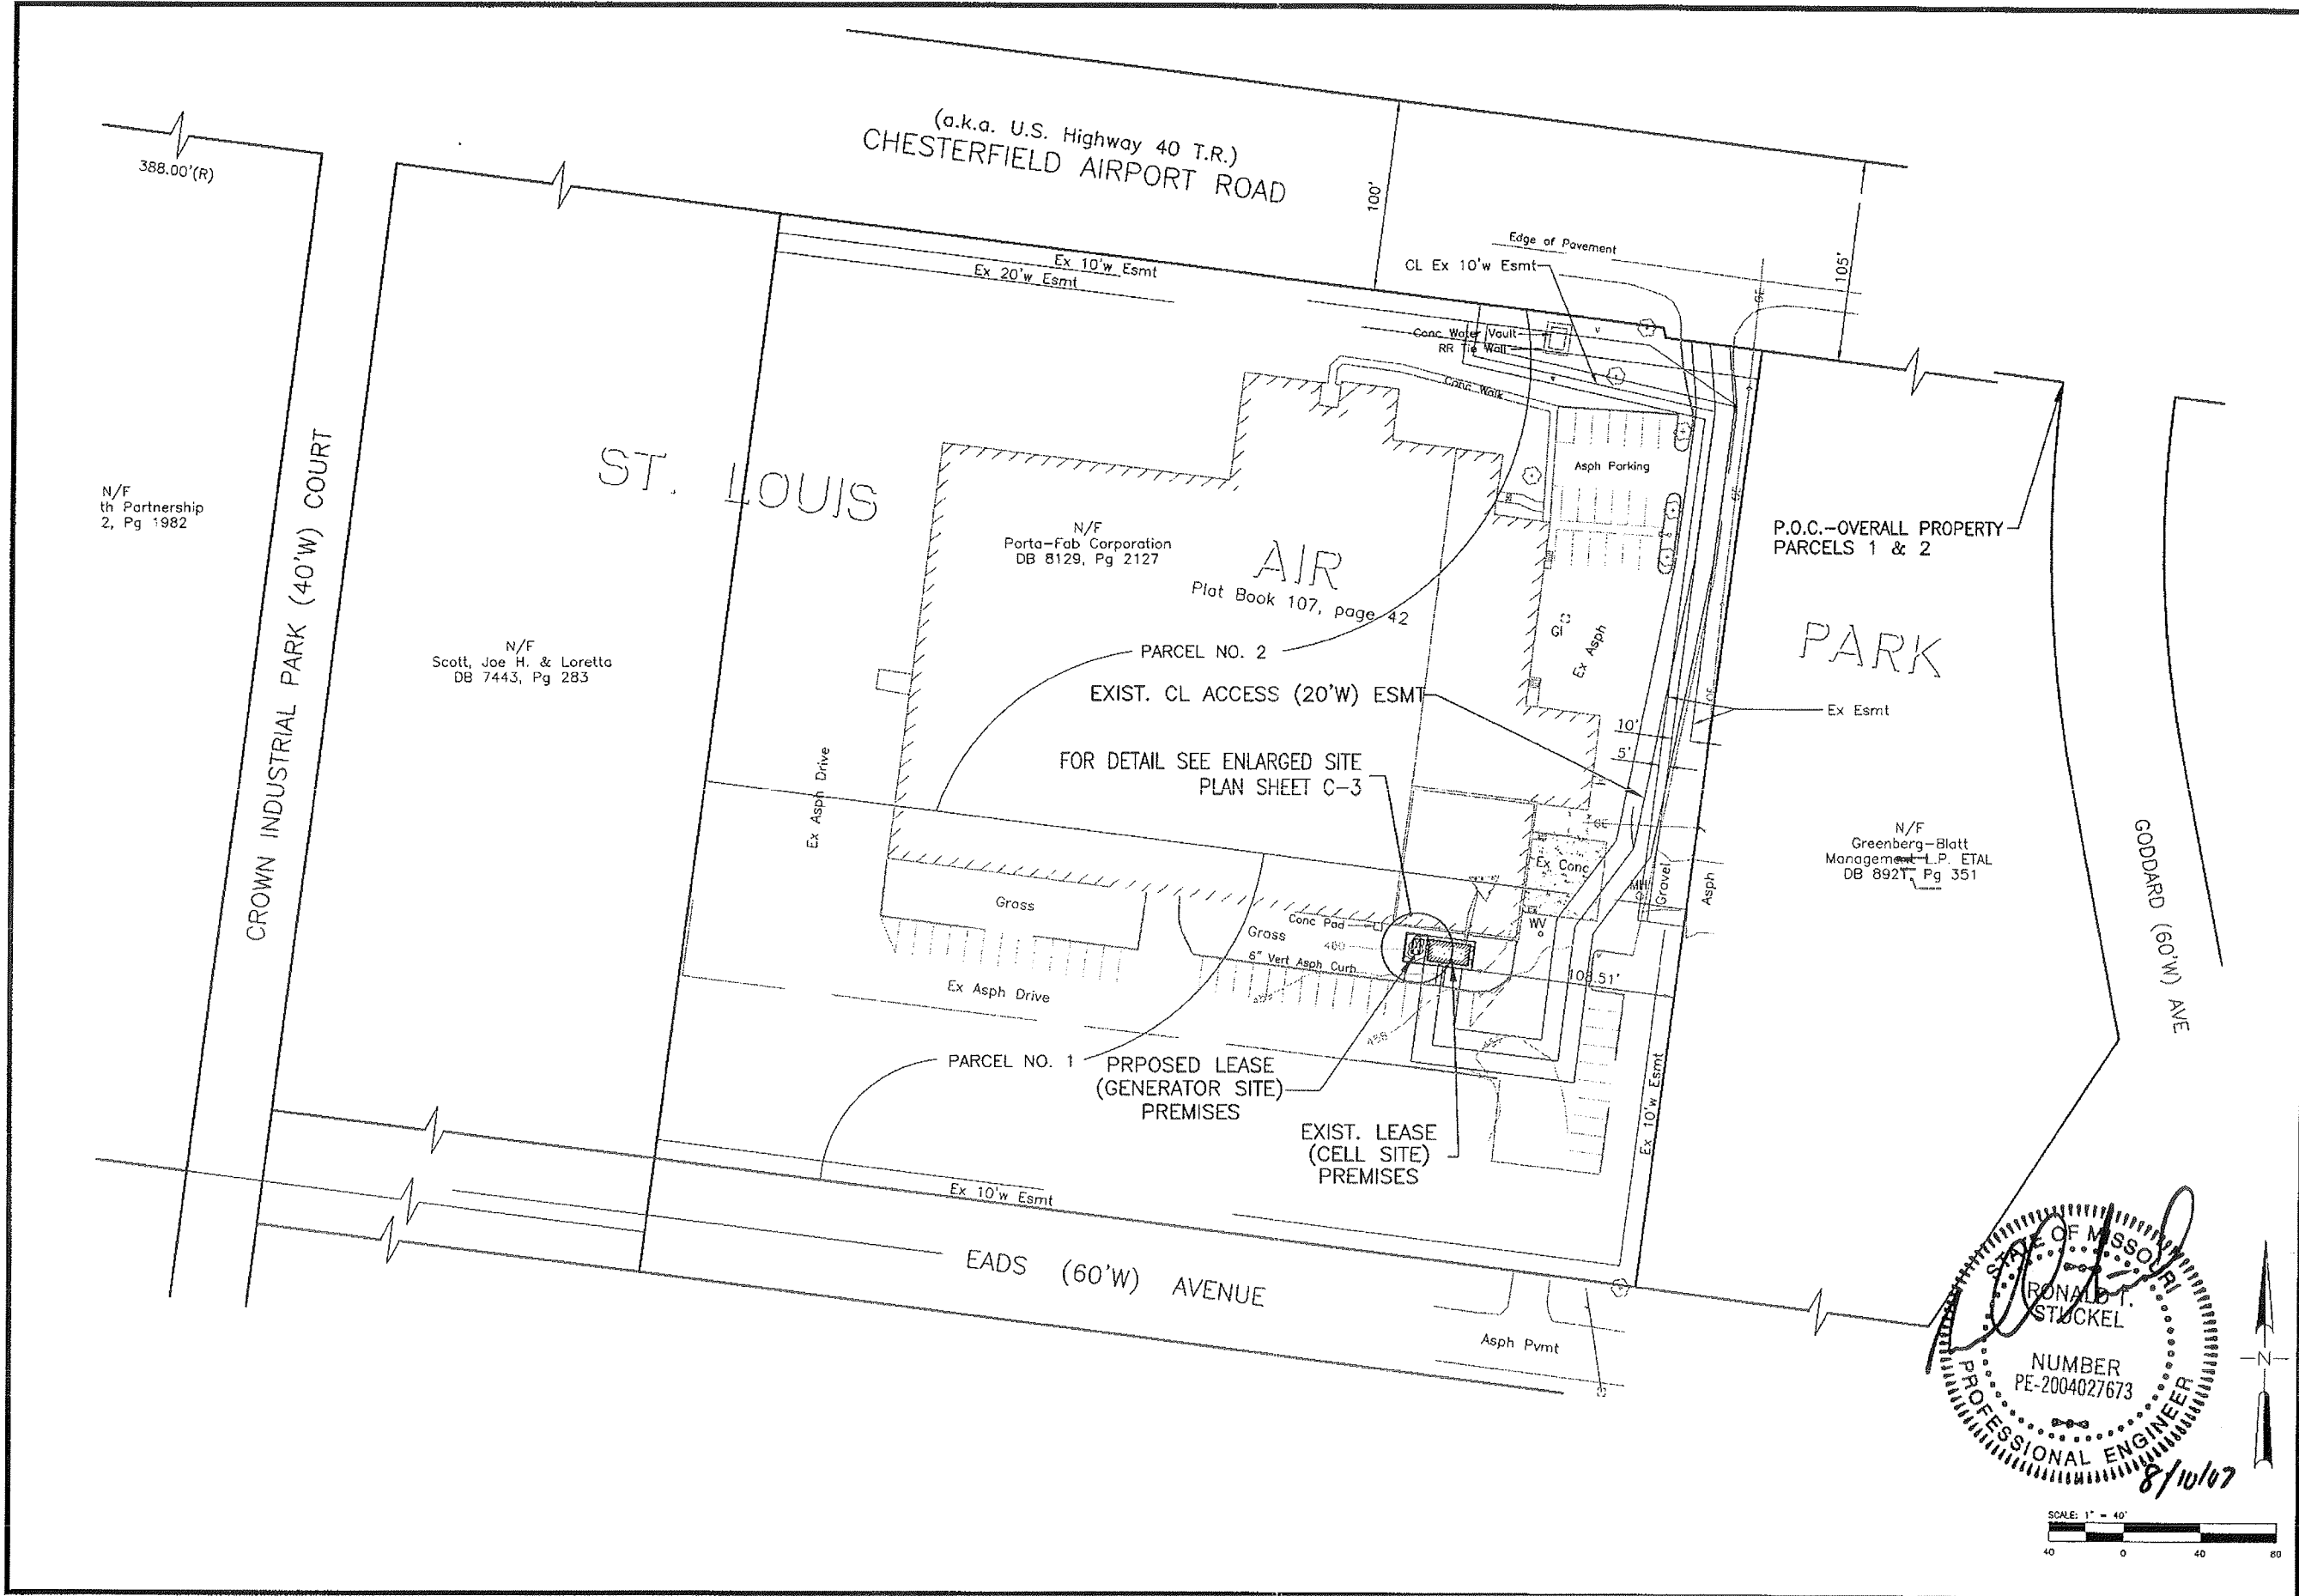 (a.k.a. U.S. Highway 40 T.R.)
CHESTERFIELD AIRPORT ROAD
388.00'(R)
100'
105'
Edge of Pavement
CL Ex 10'w Esmt
Ex 10'w Esmt
Ex 20'w Esmt
GE
Conc Water Vault
RR Tie Wall
Conc Walk
Asph Parking
CROWN INDUSTRIAL PARK (40'W) COURT
N/F
th Partnership
2, Pg 1982
ST. LOUIS
AIR
PARK
N/F
Porta-Fab Corporation
DB 8129, Pg 2127
Plat Book 107, page 42
P.O.C.-OVERALL PROPERTY
PARCELS 1 & 2
N/F
Scott, Joe H. & Loretta
DB 7443, Pg 283
GI
Ex Asph
PARCEL NO. 2
EXIST. CL ACCESS (20'W) ESMT
Ex Esmt
10'
5'
FOR DETAIL SEE ENLARGED SITE
PLAN SHEET C-3
Ex Asph Drive
GE
N/F
Greenberg-Blatt
Management L.P. ETAL
DB 8921, Pg 351
GODDARD (60'W) AVE
Ex Conc
MH
Gravel
Asph
WV
Grass
Conc Pad
Grass
460
6" Vert Asph Curb
108.51'
Ex Asph Drive
458
PARCEL NO. 1
PRPOSED LEASE
(GENERATOR SITE)
PREMISES
EXIST. LEASE
(CELL SITE)
PREMISES
Ex 10'w Esmt
Ex 10'w Esmt
EADS (60'W) AVENUE
Asph Pvmt
STATE OF MISSOURI
RONALD T.
STUCKEL
NUMBER
PE-2004027673
PROFESSIONAL ENGINEER
8/10/07
N
SCALE: 1" = 40'
40 0 40 80